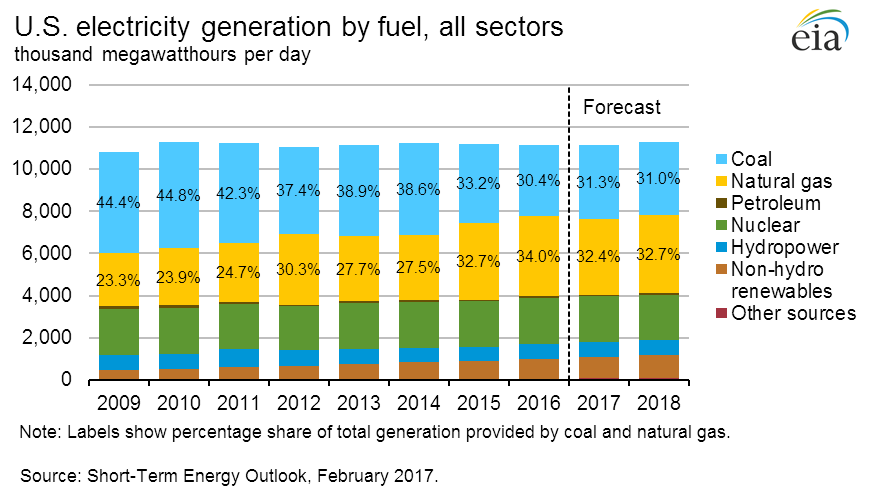 U.S. electricity generation by fuel, all sectors
thousand megawatthours per day
eia
14,000
12,000
10,000
8,000
6,000
4,000
2,000
0
Forecast
44.4% 44.8% 42.3% 37.4% 38.9% 38.6% 33.2% 30.4% 31.3% 31.0%
23.3% 23.9% 24.7% 30.3% 27.7% 27.5% 32.7% 34.0% 32.4% 32.7%
2009 2010 2011 2012 2013 2014 2015 2016 2017 2018
Coal
Natural gas
Petroleum
Nuclear
Hydropower
Non-hydro
renewables
Other sources
Note: Labels show percentage share of total generation provided by coal and natural gas.
Source: Short-Term Energy Outlook, February 2017.